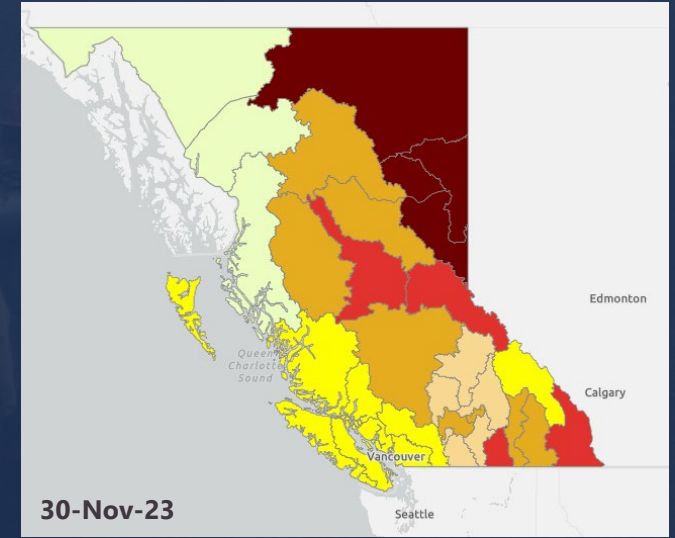 Edmonton
Queen
Charlotte
Sound
Calgary
Vancouver
30-Nov-23
Seattle